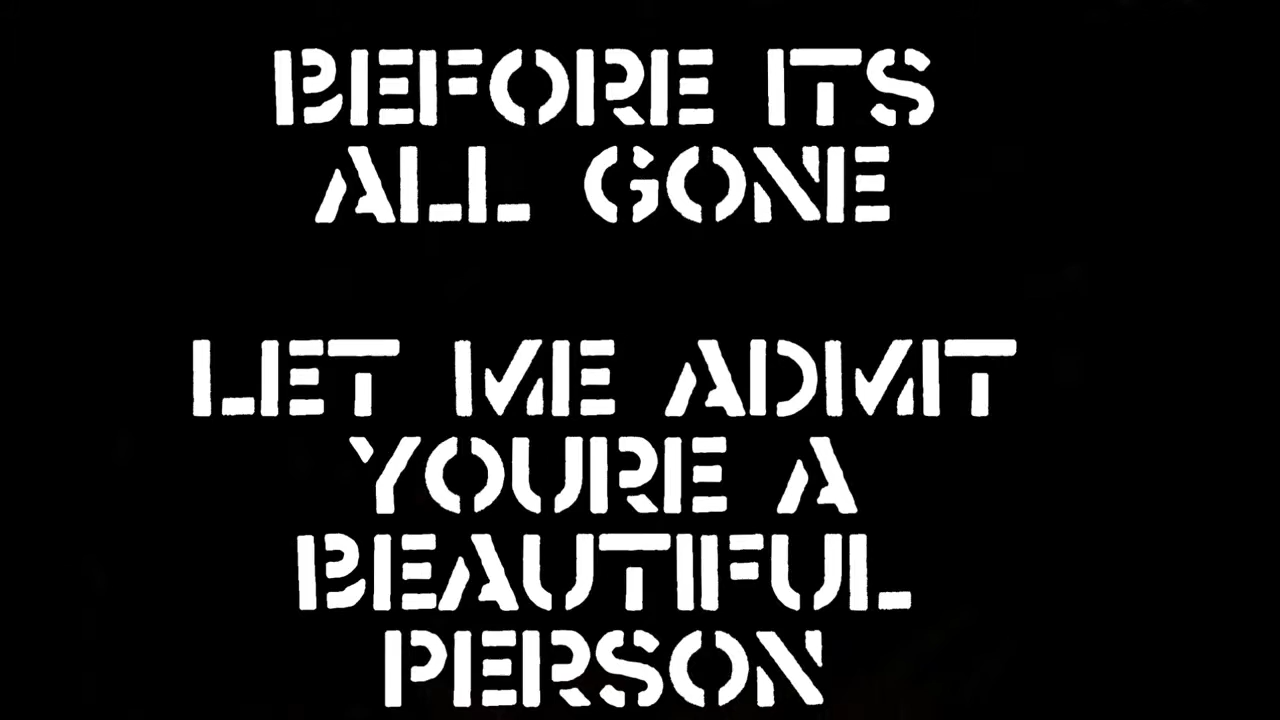 BEFORE ITS
ALL GONE
LET ME ADMIT
YOURE A
BEAUTIFUL
PERSON